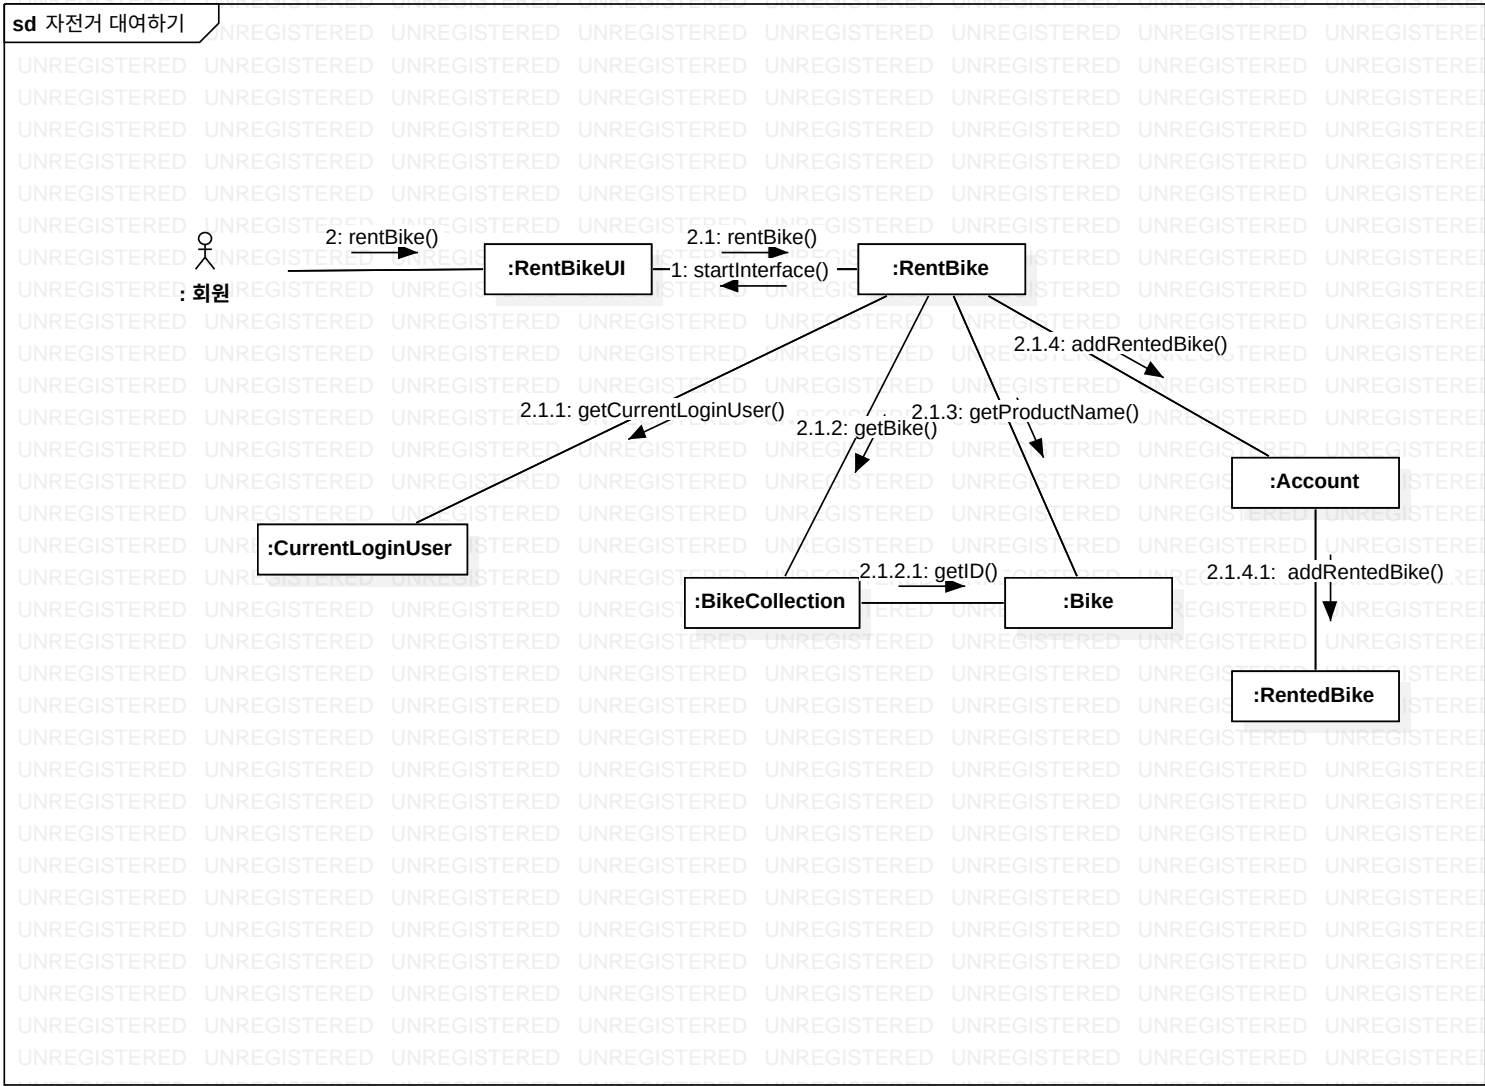 sd 자전거 대여하기
2: rentBike()
2.1: rentBike()
: 회원
:RentBikeUI
1: startInterface()
:RentBike
2.1.4: addRentedBike()
2.1.1: getCurrentLoginUser()
2.1.2: getBike()
2.1.3: getProductName()
:Account
:CurrentLoginUser
2.1.2.1: getID()
2.1.4.1:  addRentedBike()
:BikeCollection
:Bike
:RentedBike
UNREGISTERED